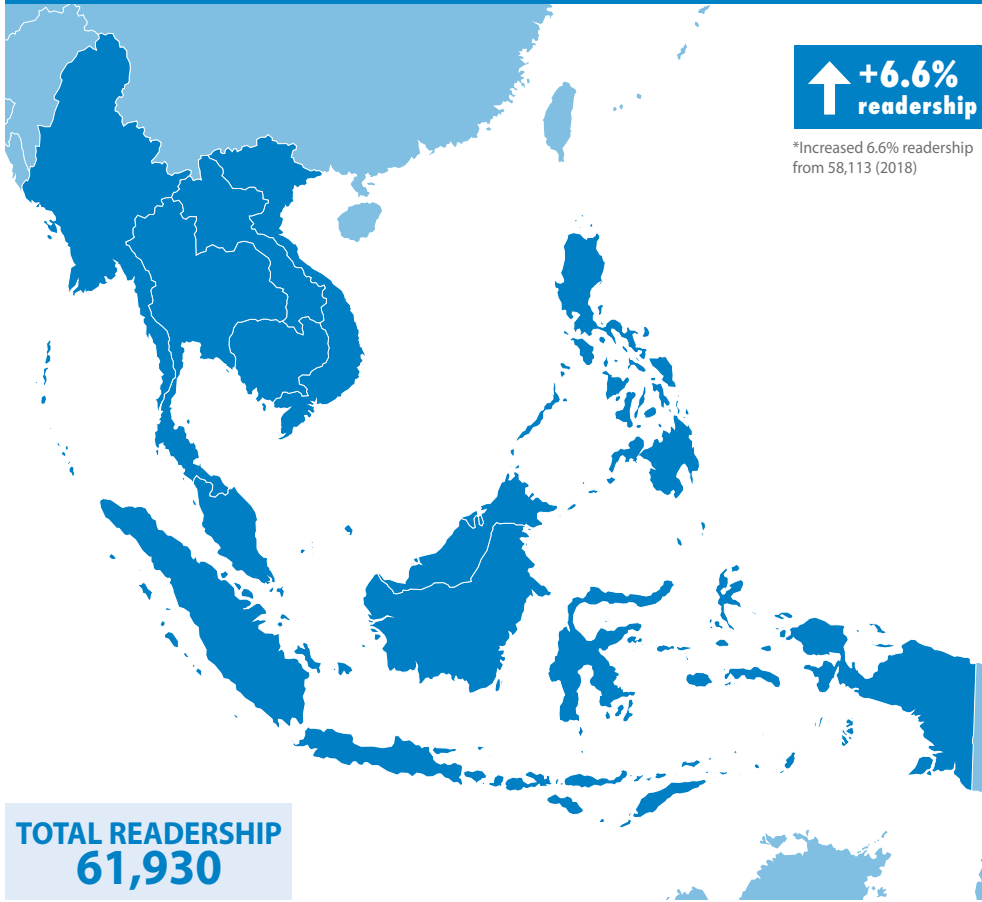 +6.6%
readership
*Increased 6.6% readership
from 58,113 (2018)
TOTAL READERSHIP
61,930